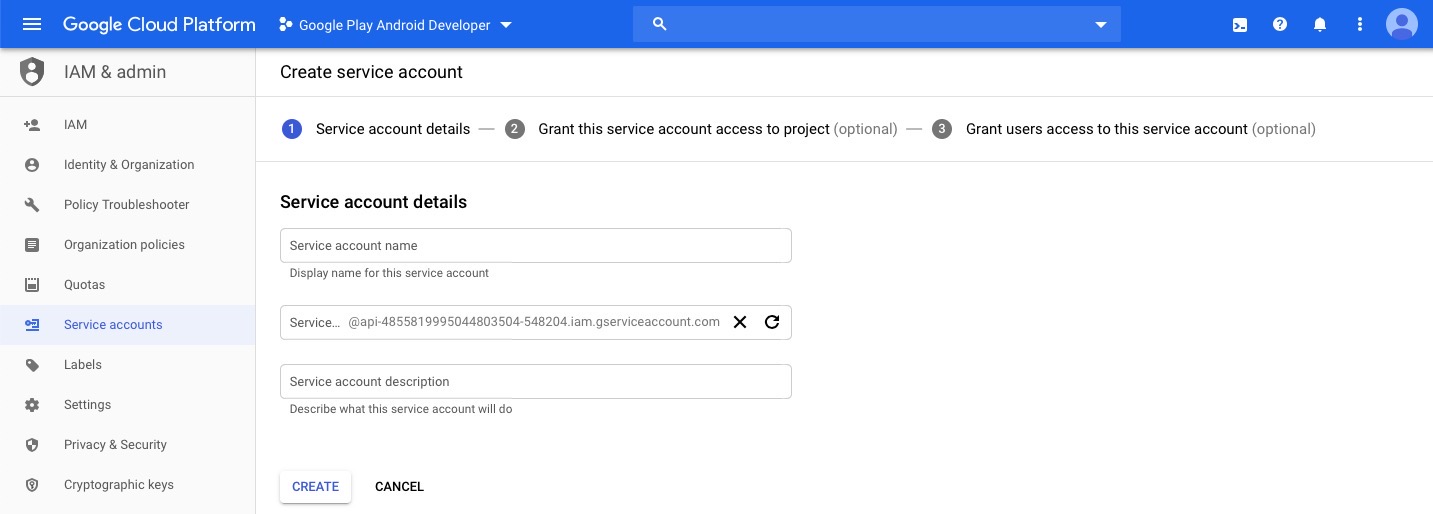 Google Cloud Platform
Google Play Android Developer
IAM & admin
IAM
Identity & Organization
Policy Troubleshooter
Organization policies
Quotas
Service accounts
Labels
Settings
Privacy & Security
Cryptographic keys
Create service account
1 Service account details — 2 Grant this service account access to project (optional) — 3 Grant users access to this service account (optional)
Service account details
Service account name
Display name for this service account
Service... @api-4855819995044803504-548204.iam.gserviceaccount.com
Service account description
Describe what this service account will do
CREATE CANCEL